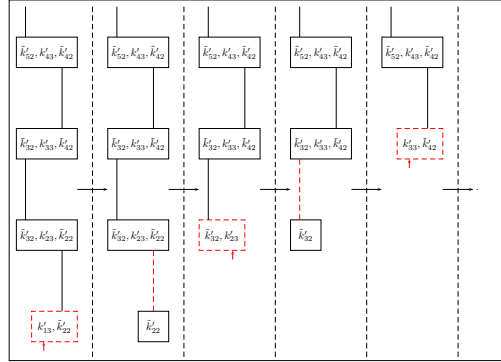 k̃′₅₂, k′₄₃, k̃′₄₂ k̃′₅₂, k′₄₃, k̃′₄₂ k̃′₅₂, k′₄₃, k̃′₄₂ k̃′₅₂, k′₄₃, k̃′₄₂ k̃′₅₂, k′₄₃, k̃′₄₂
k̃′₃₂, k′₃₃, k̃′₄₂ k̃′₃₂, k′₃₃, k̃′₄₂ k̃′₃₂, k′₃₃, k̃′₄₂ k̃′₃₂, k′₃₃, k̃′₄₂ k′₃₃, k̃′₄₂
k̃′₃₂, k′₂₃, k̃′₂₂ k̃′₃₂, k′₂₃, k̃′₂₂ k̃′₃₂, k′₂₃ k̃′₃₂
k′₁₃, k̃′₂₂ k̃′₂₂